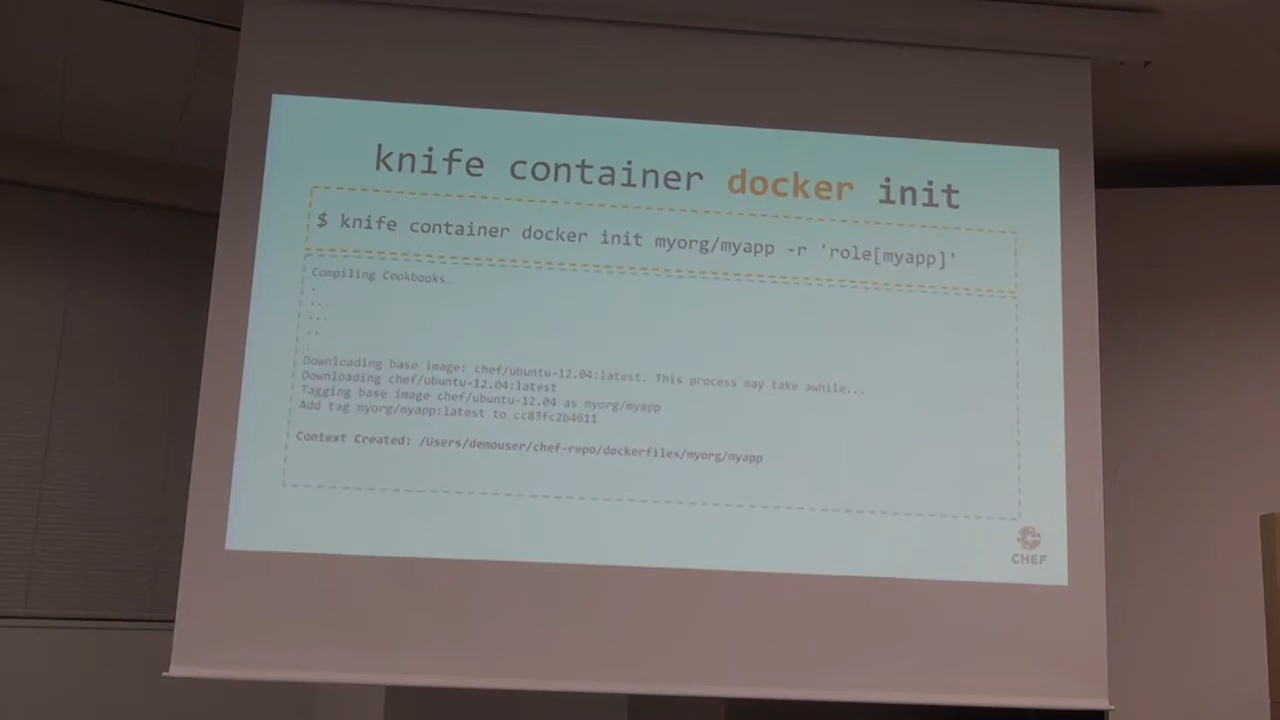 knife container docker init
$ knife container docker init myorg/myapp -r 'role[myapp]'
Compiling Cookbooks…
.
..
...
..
.
Downloading base image: chef/ubuntu-12.04:latest. This process may take awhile...
Downloading chef/ubuntu-12.04:latest
Tagging base image chef/ubuntu-12.04 as myorg/myapp
Add tag myorg/myapp:latest to cc83fc2b4611
Context Created: /Users/demouser/chef-repo/dockerfiles/myorg/myapp
CHEF